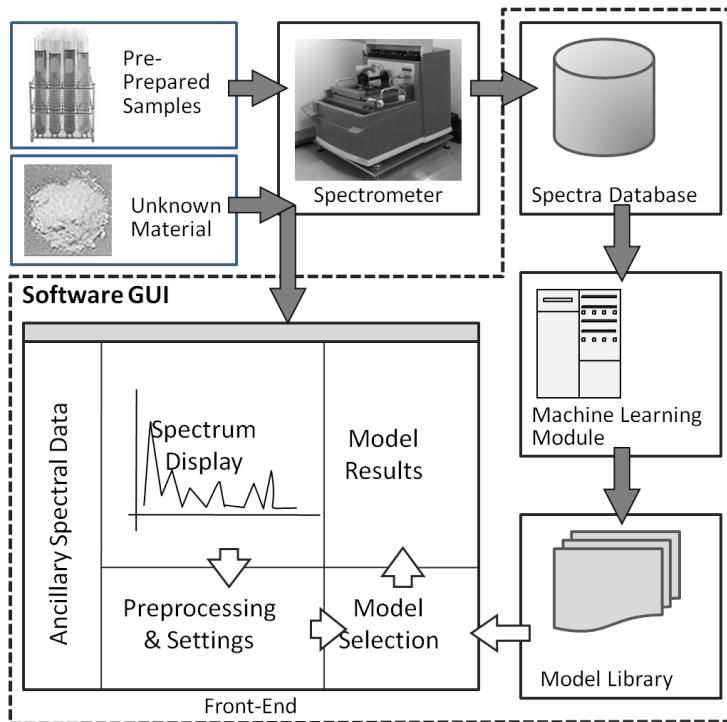 Pre-
Prepared
Samples
Spectrometer
Spectra Database
Unknown
Material
Software GUI
Ancillary Spectral Data
Spectrum
Display
Model
Results
Machine Learning
Module
Preprocessing
& Settings
Model
Selection
Model Library
Front-End